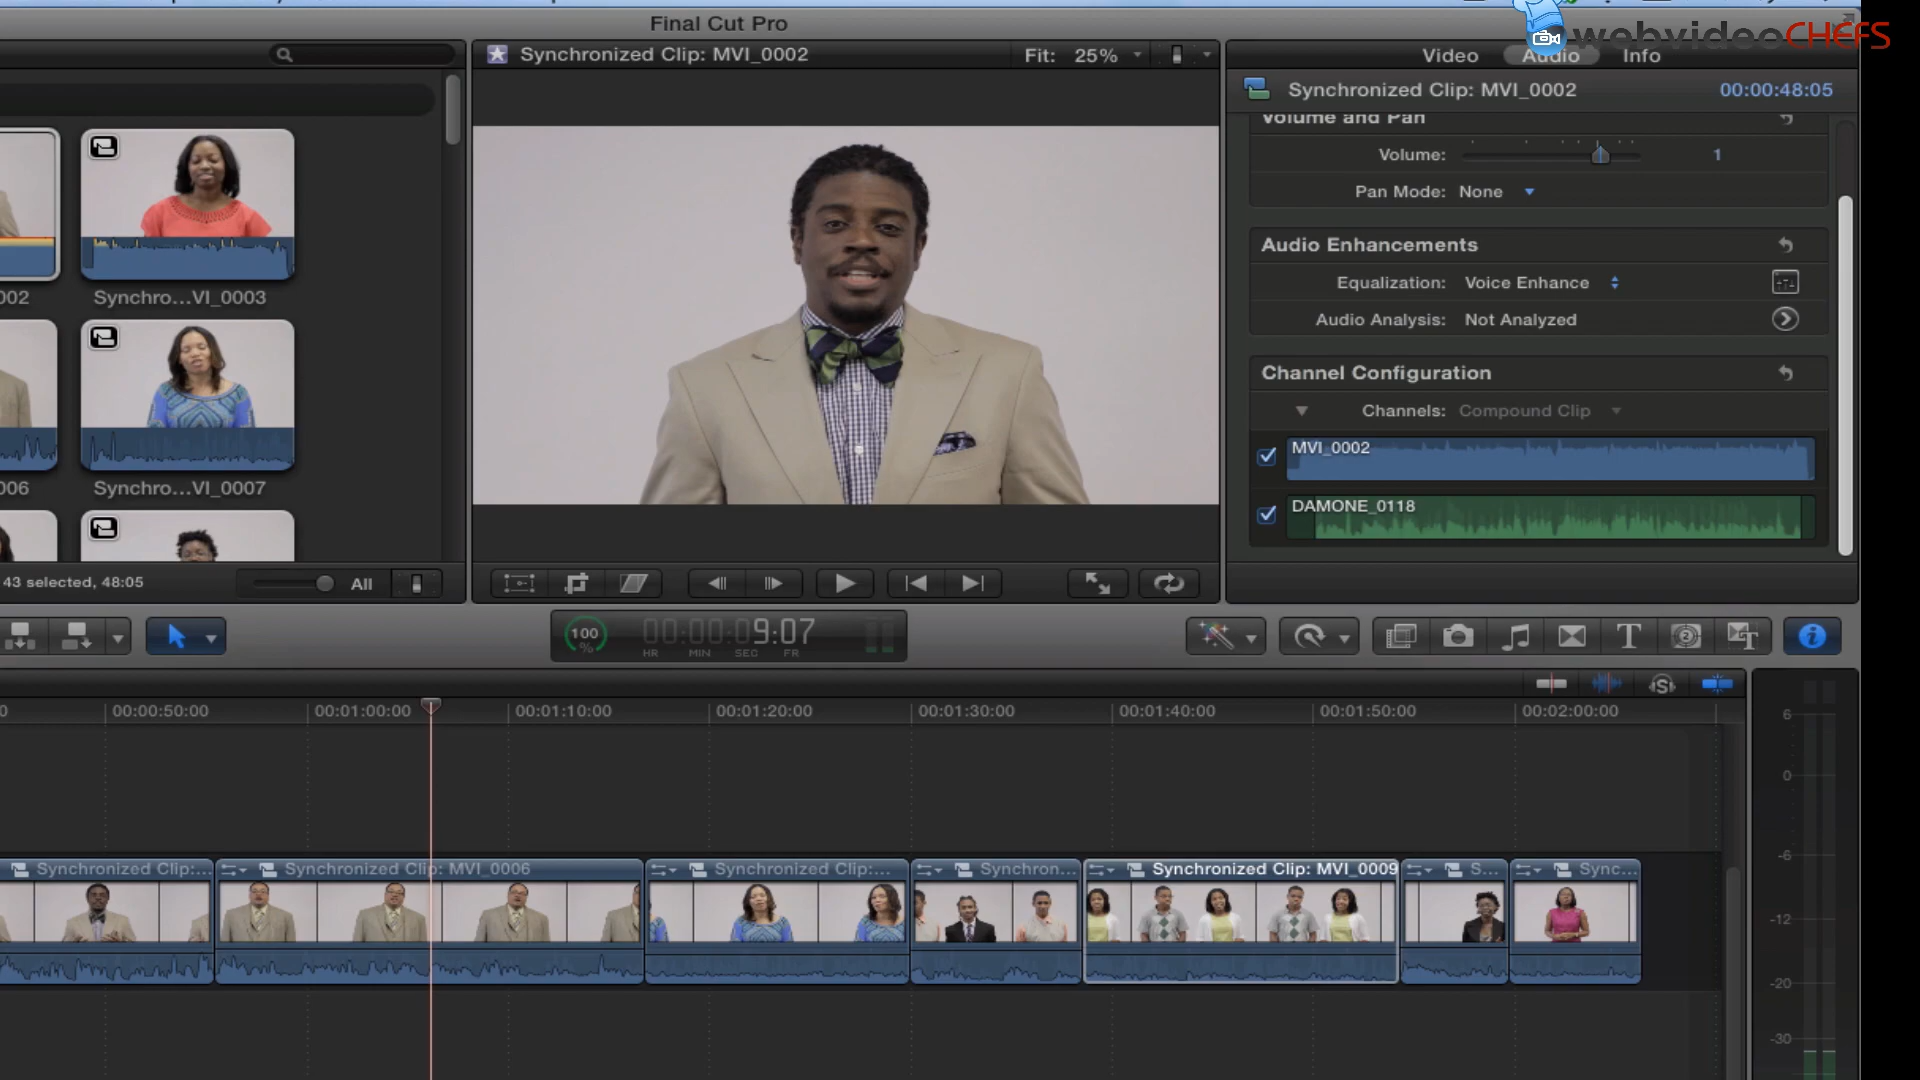 Final Cut Pro
webvideoCHEFS
Synchronized Clip: MVI_0002
Fit: 25%
Video
Audio
Info
Synchronized Clip: MVI_0002
00:00:48:05
Volume and Pan
Volume:
1
Pan Mode: None
Audio Enhancements
Equalization: Voice Enhance
Audio Analysis: Not Analyzed
Channel Configuration
Channels: Compound Clip
MVI_0002
DAMONE_0118
002
Synchro...VI_0003
006
Synchro...VI_0007
43 selected, 48:05
All
100
%
00:00:09:07
HR MIN SEC FR
T
2
T
i
S
0
00:00:50:00
00:01:00:00
00:01:10:00
00:01:20:00
00:01:30:00
00:01:40:00
00:01:50:00
00:02:00:00
Synchronized Clip:...
Synchronized Clip: MVI_0006
Synchronized Clip:...
Synchron...
Synchronized Clip: MVI_0009
S...
Sync...
6
0
-6
-12
-20
-30